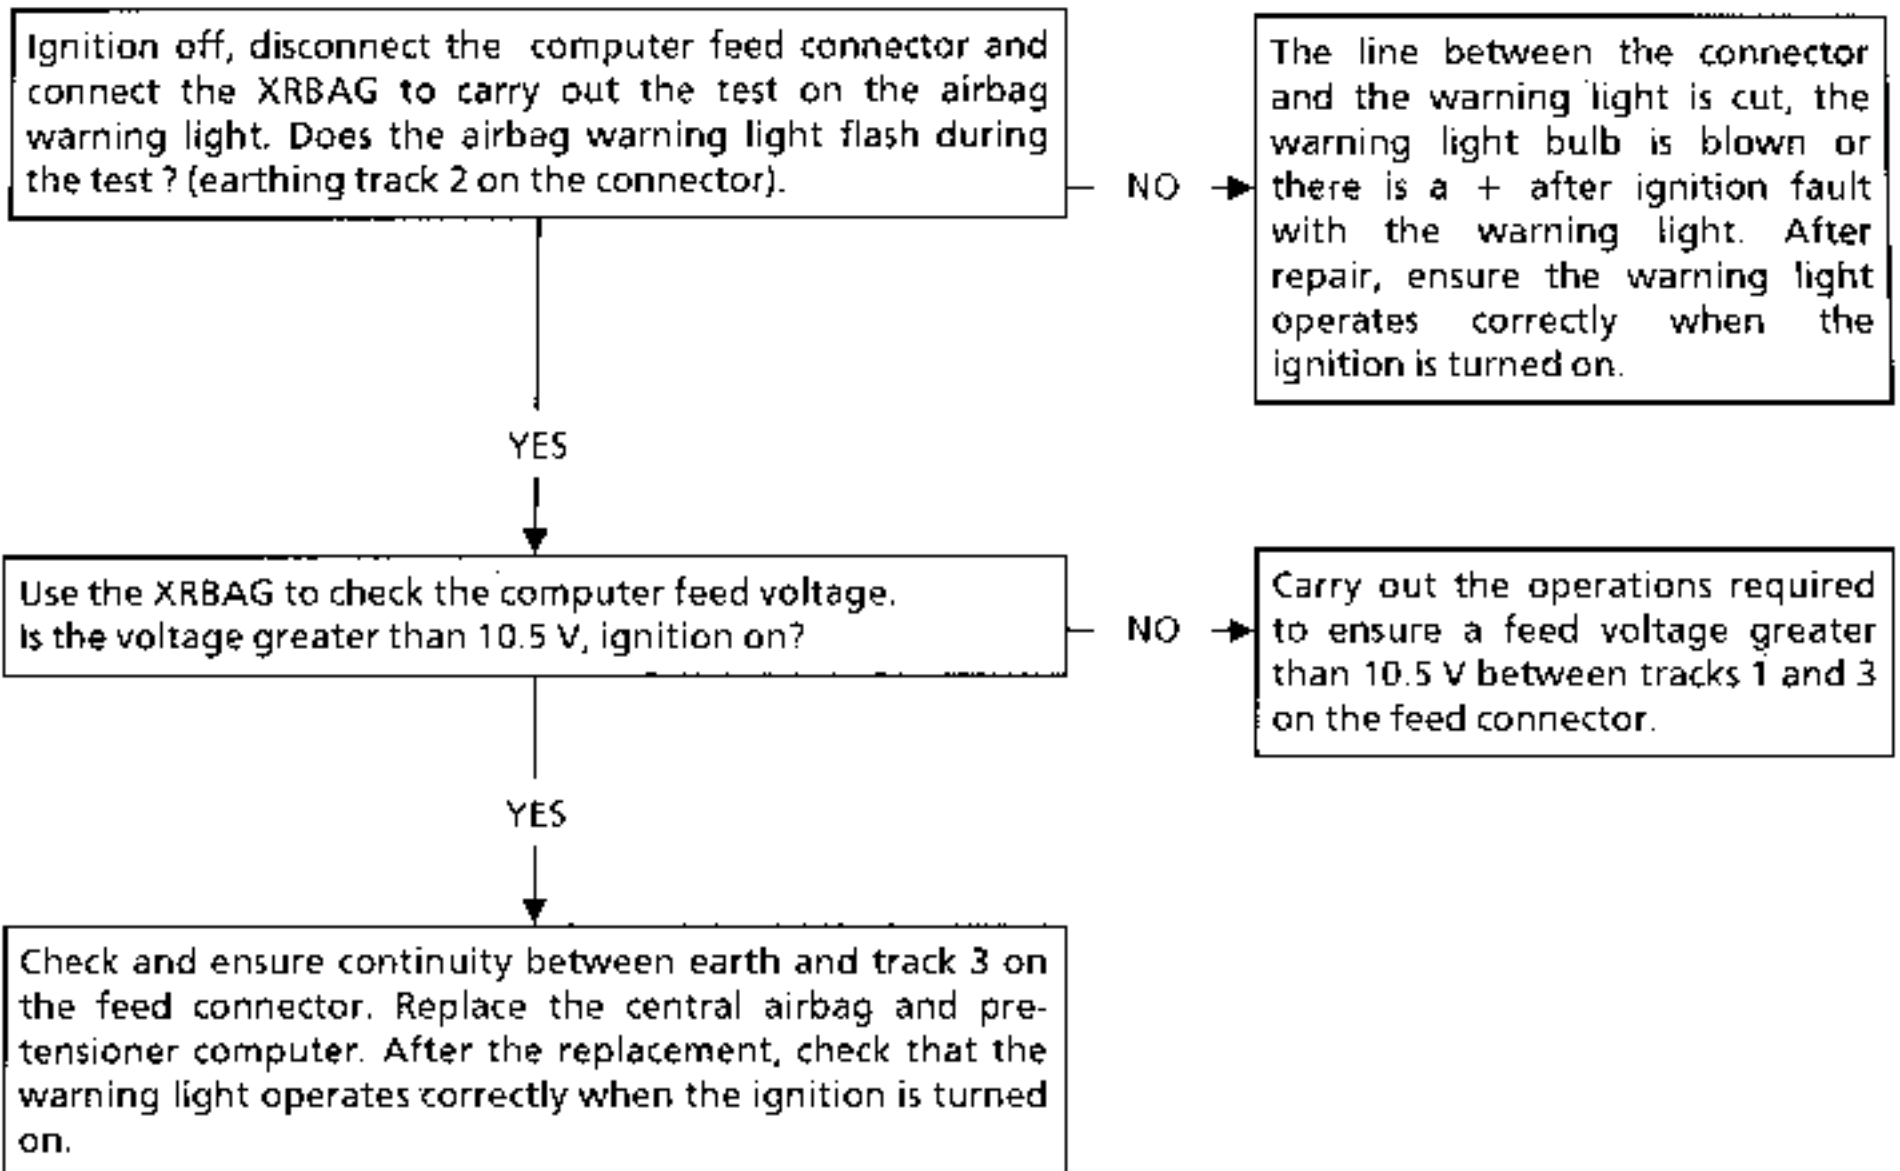 Ignition off, disconnect the computer feed connector and
connect the XRBAG to carry out the test on the airbag
warning light. Does the airbag warning light flash during
the test ? (earthing track 2 on the connector).
NO
The line between the connector
and the warning light is cut, the
warning light bulb is blown or
there is a + after ignition fault
with the warning light. After
repair, ensure the warning light
operates correctly when the
ignition is turned on.
YES
Use the XRBAG to check the computer feed voltage.
Is the voltage greater than 10.5 V, ignition on?
NO
Carry out the operations required
to ensure a feed voltage greater
than 10.5 V between tracks 1 and 3
on the feed connector.
YES
Check and ensure continuity between earth and track 3 on
the feed connector. Replace the central airbag and pre-
tensioner computer. After the replacement, check that the
warning light operates correctly when the ignition is turned
on.